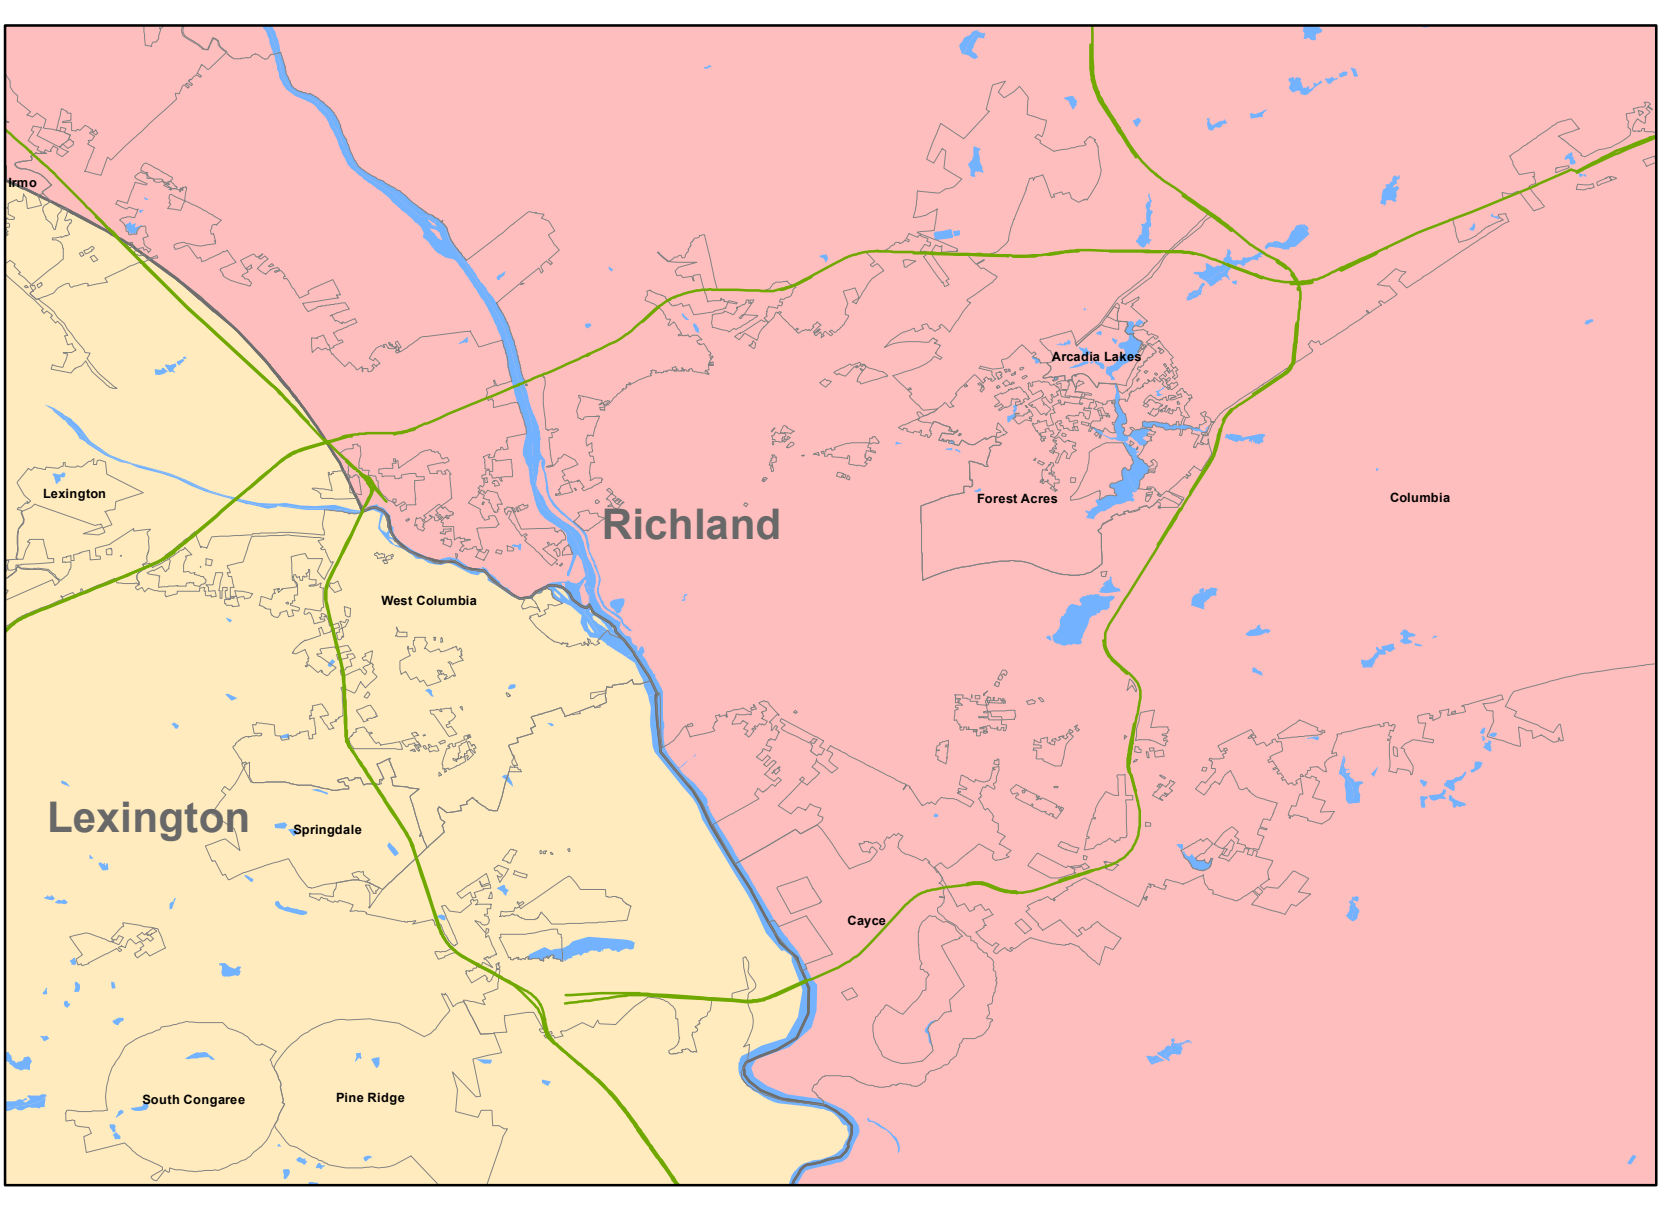 Irmo
Arcadia Lakes
Lexington
Forest Acres
Columbia
Richland
West Columbia
Lexington
Springdale
Cayce
South Congaree
Pine Ridge